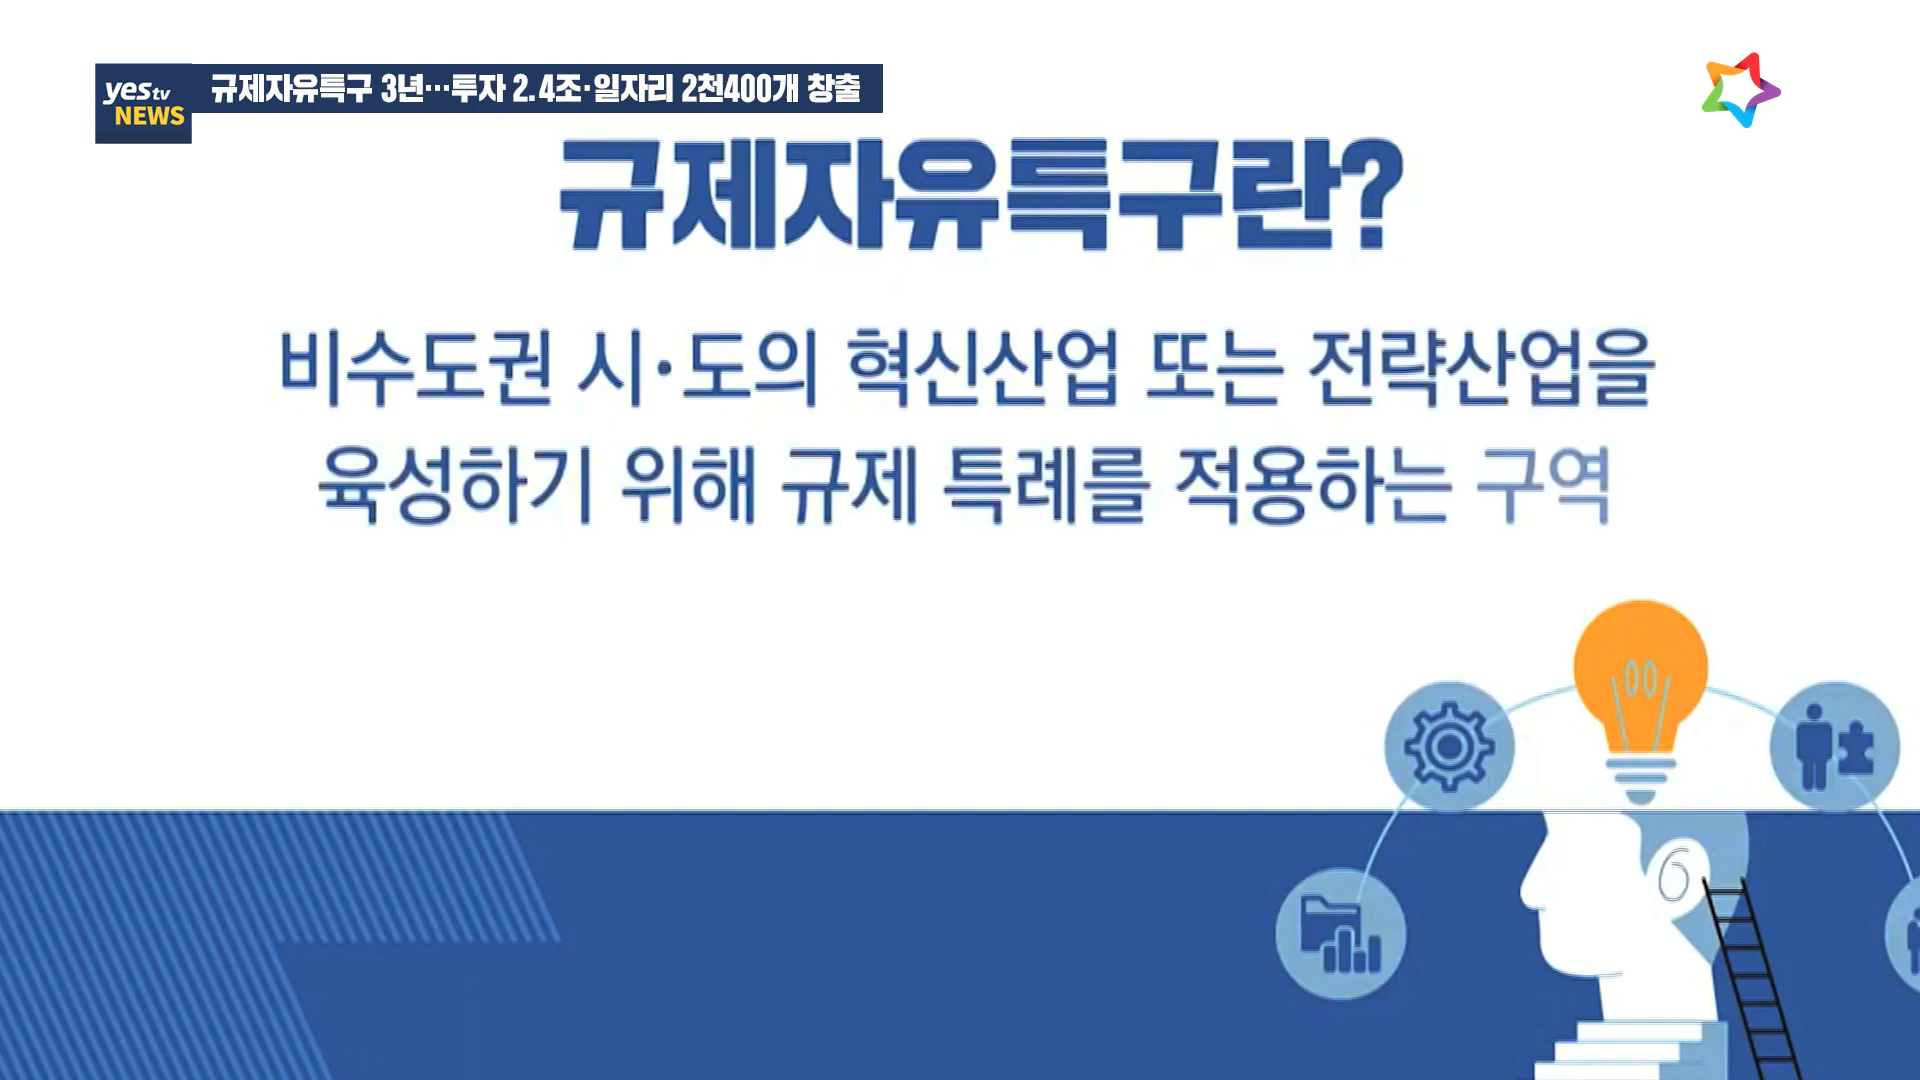 yestv
NEWS
규제자유특구 3년…투자 2.4조·일자리 2천400개 창출
규제자유특구란?
비수도권 시·도의 혁신산업 또는 전략산업을
육성하기 위해 규제 특례를 적용하는 구역